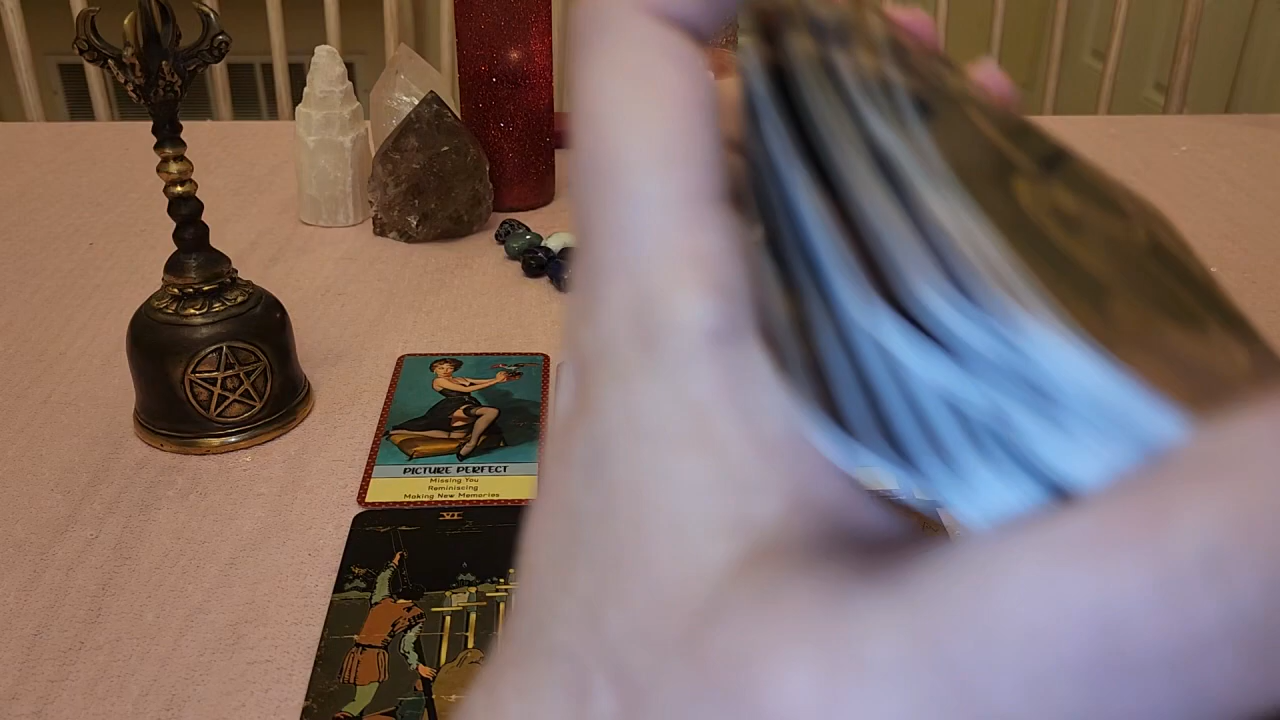 PICTURE PERFECT
Missing You
Reminiscing
Making New Memories
VI